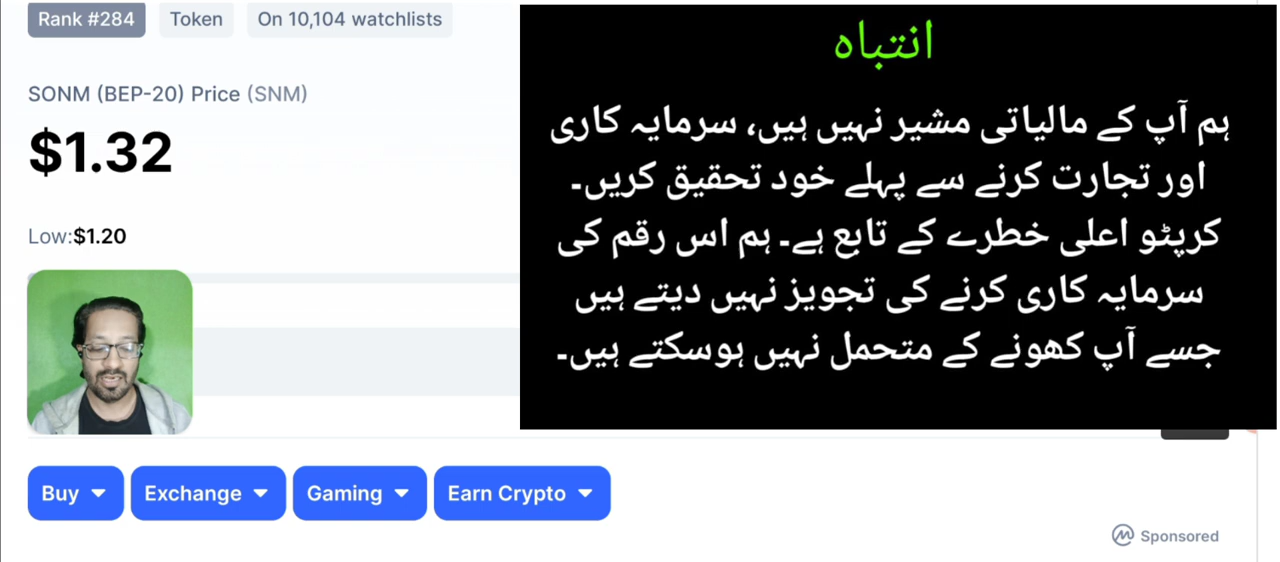 Rank #284 Token On 10,104 watchlists
SONM (BEP-20) Price (SNM)
$1.32
Low:$1.20
انتباہ
ہم آپ کے مالیاتی مشیر نہیں ہیں، سرمایہ کاری
اور تجارت کرنے سے پہلے خود تحقیق کریں۔
کرپٹو اعلی خطرے کے تابع ہے۔ ہم اس رقم کی
سرمایہ کاری کرنے کی تجویز نہیں دیتے ہیں
جسے آپ کھونے کے متحمل نہیں ہوسکتے ہیں۔
Buy Exchange Gaming Earn Crypto
Sponsored